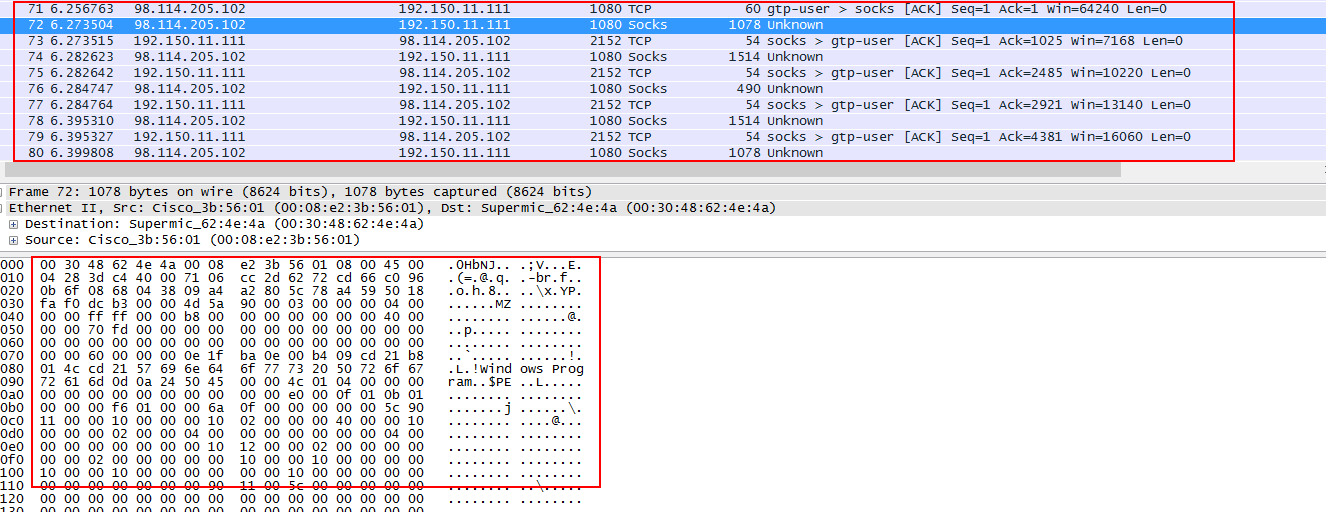 71 6.256763 98.114.205.102 192.150.11.111 1080 TCP 60 gtp-user > socks [ACK] Seq=1 Ack=1 Win=64240 Len=0
72 6.273504 98.114.205.102 192.150.11.111 1080 Socks 1078 Unknown
73 6.273515 192.150.11.111 98.114.205.102 2152 TCP 54 socks > gtp-user [ACK] Seq=1 Ack=1025 Win=7168 Len=0
74 6.282623 98.114.205.102 192.150.11.111 1080 Socks 1514 Unknown
75 6.282642 192.150.11.111 98.114.205.102 2152 TCP 54 socks > gtp-user [ACK] Seq=1 Ack=2485 Win=10220 Len=0
76 6.284747 98.114.205.102 192.150.11.111 1080 Socks 490 Unknown
77 6.284764 192.150.11.111 98.114.205.102 2152 TCP 54 socks > gtp-user [ACK] Seq=1 Ack=2921 Win=13140 Len=0
78 6.395310 98.114.205.102 192.150.11.111 1080 Socks 1514 Unknown
79 6.395327 192.150.11.111 98.114.205.102 2152 TCP 54 socks > gtp-user [ACK] Seq=1 Ack=4381 Win=16060 Len=0
80 6.399808 98.114.205.102 192.150.11.111 1080 Socks 1078 Unknown
Frame 72: 1078 bytes on wire (8624 bits), 1078 bytes captured (8624 bits)
Ethernet II, Src: Cisco_3b:56:01 (00:08:e2:3b:56:01), Dst: Supermic_62:4e:4a (00:30:48:62:4e:4a)
Destination: Supermic_62:4e:4a (00:30:48:62:4e:4a)
Source: Cisco_3b:56:01 (00:08:e2:3b:56:01)
000 00 30 48 62 4e 4a 00 08 e2 3b 56 01 08 00 45 00 .0HbNJ.. .;V...E.
010 04 28 3d c4 40 00 71 06 cc 2d 62 72 cd 66 c0 96 .(=.@.q. .-br.f..
020 0b 6f 08 68 04 38 09 a4 a2 80 5c 78 a4 59 50 18 .o.h.8.. ..\x.YP.
030 fa f0 dc b3 00 00 4d 5a 90 00 03 00 00 00 04 00 ......MZ ........
040 00 00 ff ff 00 00 b8 00 00 00 00 00 00 00 40 00 ........ ......@.
050 00 00 70 fd 00 00 00 00 00 00 00 00 00 00 00 00 ..p..... ........
060 00 00 00 00 00 00 00 00 00 00 00 00 00 00 00 00 ........ ........
070 00 00 60 00 00 00 0e 1f ba 0e 00 b4 09 cd 21 b8 ..`..... ......!.
080 01 4c cd 21 57 69 6e 64 6f 77 73 20 50 72 6f 67 .L.!Wind ows Prog
090 72 61 6d 0d 0a 24 50 45 00 00 4c 01 04 00 00 00 ram..$PE ..L.....
0a0 00 00 00 00 00 00 00 00 00 00 e0 00 0f 01 0b 01 ........ ........
0b0 00 00 00 f6 01 00 00 6a 0f 00 00 00 00 00 5c 90 .......j ......\.
0c0 11 00 00 10 00 00 00 10 02 00 00 00 40 00 00 10 ........ ....@...
0d0 00 00 00 02 00 00 04 00 00 00 00 00 00 00 04 00 ........ ........
0e0 00 00 00 00 00 00 00 10 12 00 00 02 00 00 00 00 ........ ........
0f0 00 00 02 00 00 00 00 00 10 00 00 10 00 00 00 00 ........ ........
100 10 00 00 10 00 00 00 00 00 00 10 00 00 00 00 00 ........ ........
110 00 00 00 00 00 00 00 90 11 00 5c 00 00 00 00 00 ........ ..\.....
120 00 00 00 00 00 00 00 00 00 00 00 00 00 00 00 00 ........ ........
130 00 00 00 00 00 00 00 00 00 00 00 00 00 00 00 00